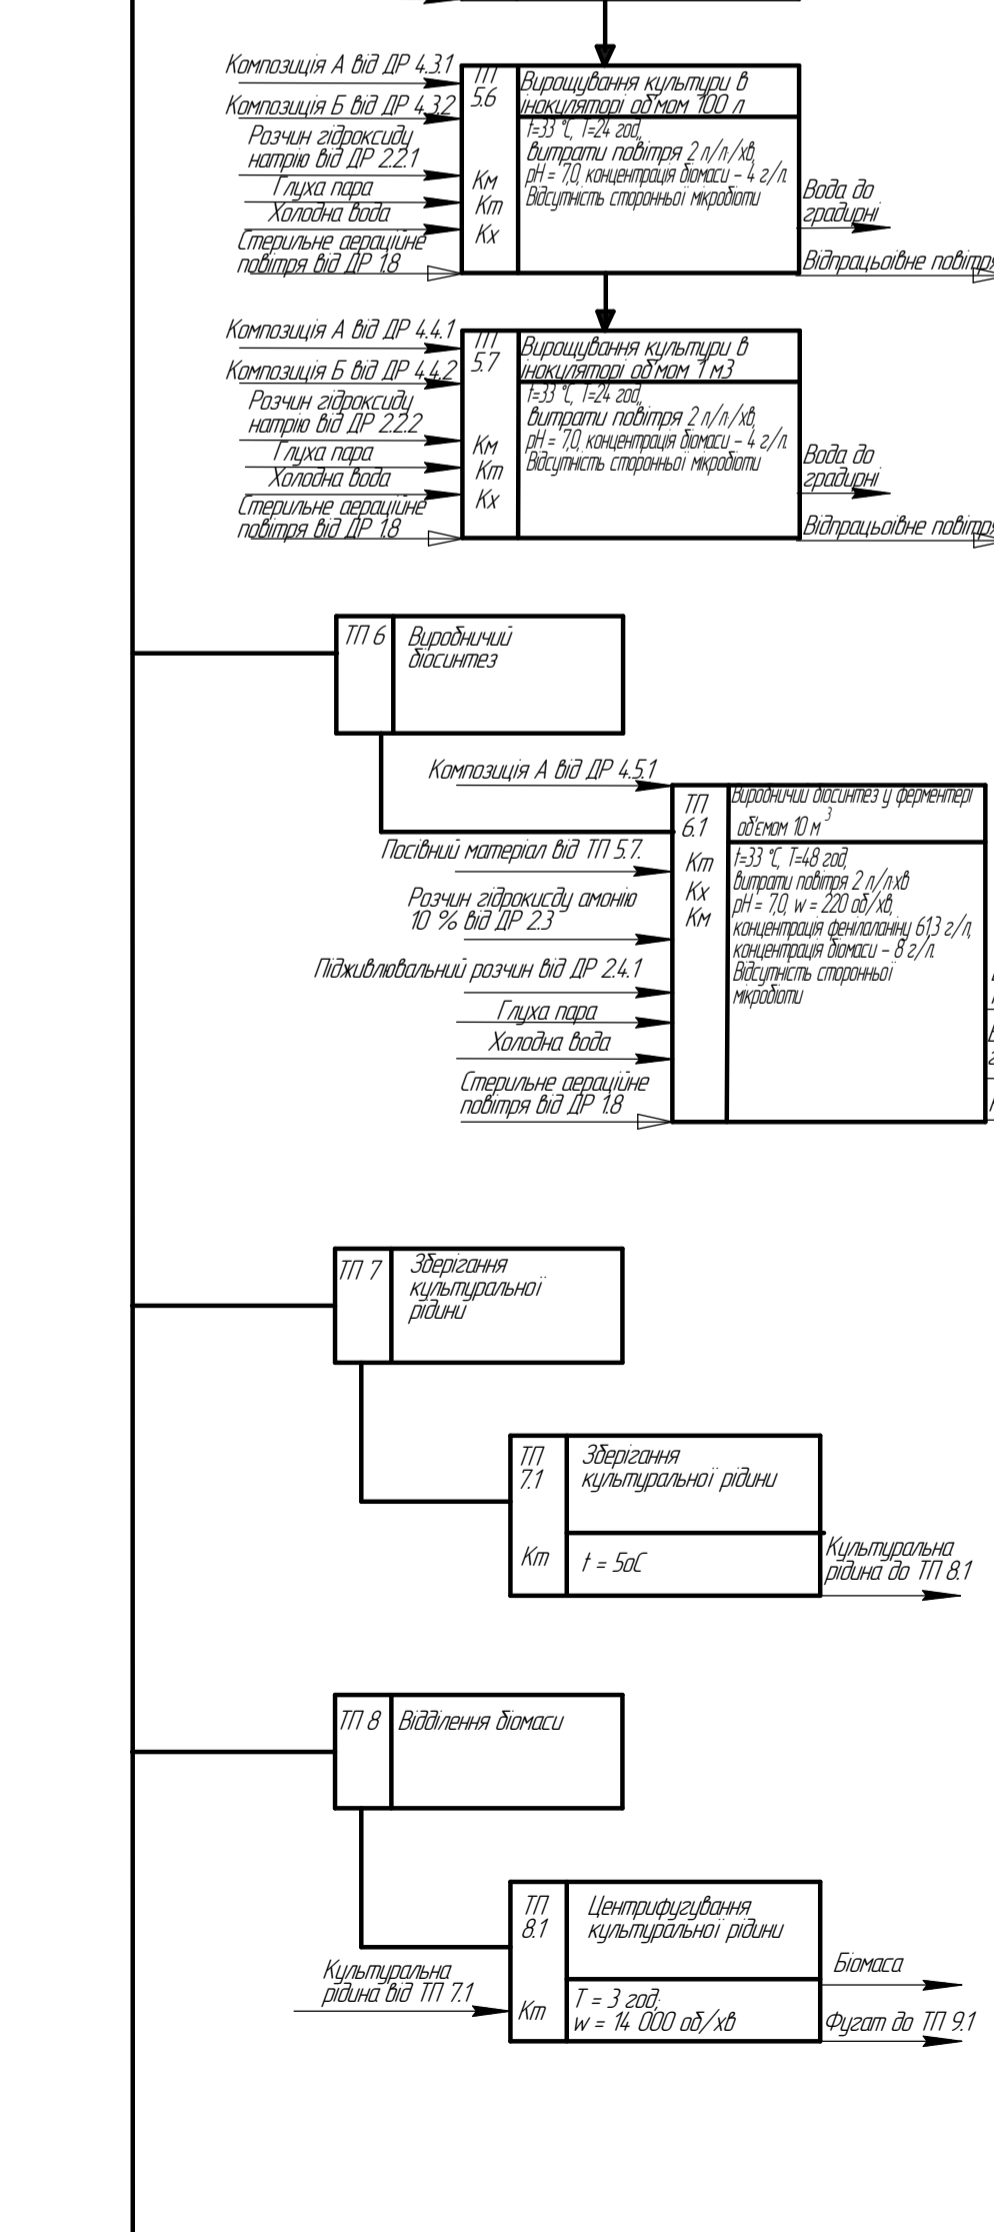 Композиція А від ДР 4.3.1
Композиція Б від ДР 4.3.2
Розчин гідроксиду
натрію від ДР 2.2.1
Глуха пара
Холодна вода
Стерильне аераційне
повітря від ДР 1.8
ТП
5.6
Км
Кт
Кх
Вирощування культури в
інокуляторі об'мом 100 л
t=33 °С, Т=24 год,
витрати повітря 2 л/л/хв,
рН = 7,0, концентрація біомаси – 4 г/л.
Відсутність сторонньої мікробіоти
Вода до
градирні
Відпрацьоівне повітря
Композиція А від ДР 4.4.1
Композиція Б від ДР 4.4.2
Розчин гідроксиду
натрію від ДР 2.2.2
Глуха пара
Холодна вода
Стерильне аераційне
повітря від ДР 1.8
ТП
5.7
Км
Кт
Кх
Вирощування культури в
інокуляторі об'мом 1 м3
t=33 °С, Т=24 год,
витрати повітря 2 л/л/хв,
рН = 7,0, концентрація біомаси – 4 г/л.
Відсутність сторонньої мікробіоти
Вода до
градирні
Відпрацьоівне повітря
ТП 6
Виробничий
біосинтез
Композиція А від ДР 4.5.1
Посівний матеріал від ТП 5.7.
Розчин гідрокисду амонію
10 % від ДР 2.3
Підживлювальний розчин від ДР 2.4.1
Глуха пара
Холодна вода
Стерильне аераційне
повітря від ДР 1.8
ТП
6.1
Кт
Кх
Км
Виробничий біосинтез у ферментері
об'ємом 10 м³
t=33 °С, Т=48 год,
витрати повітря 2 л/л·хв
рН = 7,0, w = 220 об/хв,
концентрація фенілаланіну 61,3 г/л,
концентрація біомаси – 8 г/л.
Відсутність сторонньої
мікробіоти
ТП 7
Зберігання
культуральної
рідини
ТП
7.1
Кт
Зберігання
культуральної рідини
t = 5оС
Культуральна
рідина до ТП 8.1
ТП 8
Відділення біомаси
Культуральна
рідина від ТП 7.1
ТП
8.1
Кт
Центрифугування
культуральної рідини
Т = 3 год;
w = 14 000 об/хв
Біомаса
Фугат до ТП 9.1